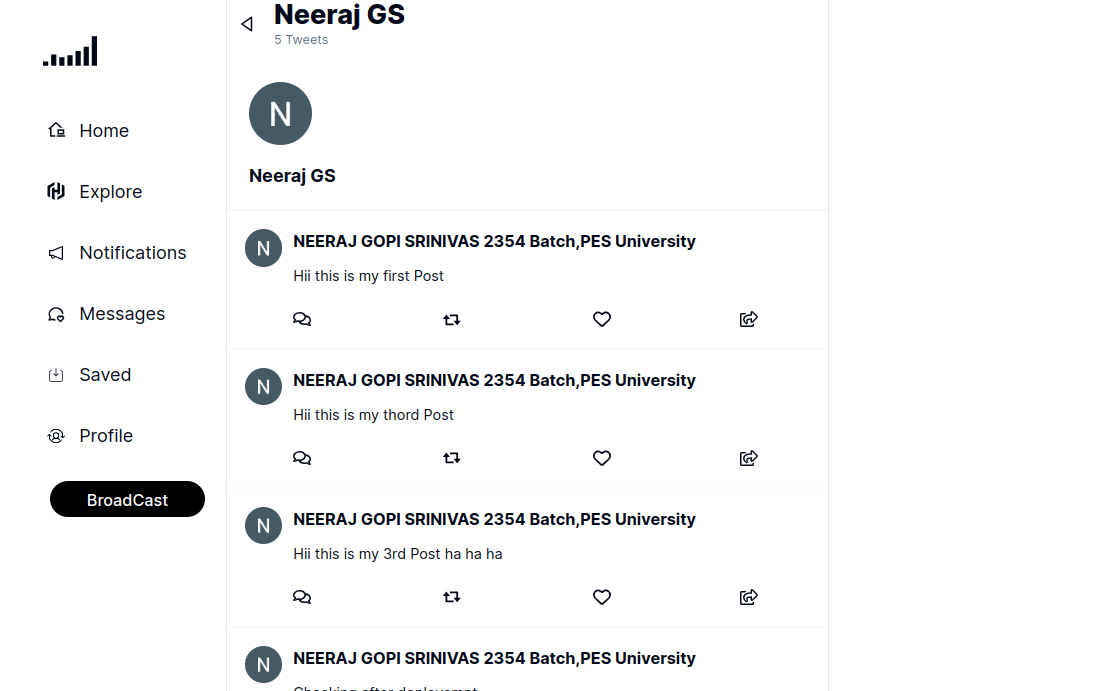 Neeraj GS
5 Tweets
Home
Explore
Notifications
Messages
Saved
Profile
BroadCast
N
Neeraj GS
N
NEERAJ GOPI SRINIVAS 2354 Batch,PES University
Hii this is my first Post
N
NEERAJ GOPI SRINIVAS 2354 Batch,PES University
Hii this is my thord Post
N
NEERAJ GOPI SRINIVAS 2354 Batch,PES University
Hii this is my 3rd Post ha ha ha
N
NEERAJ GOPI SRINIVAS 2354 Batch,PES University
Checking after